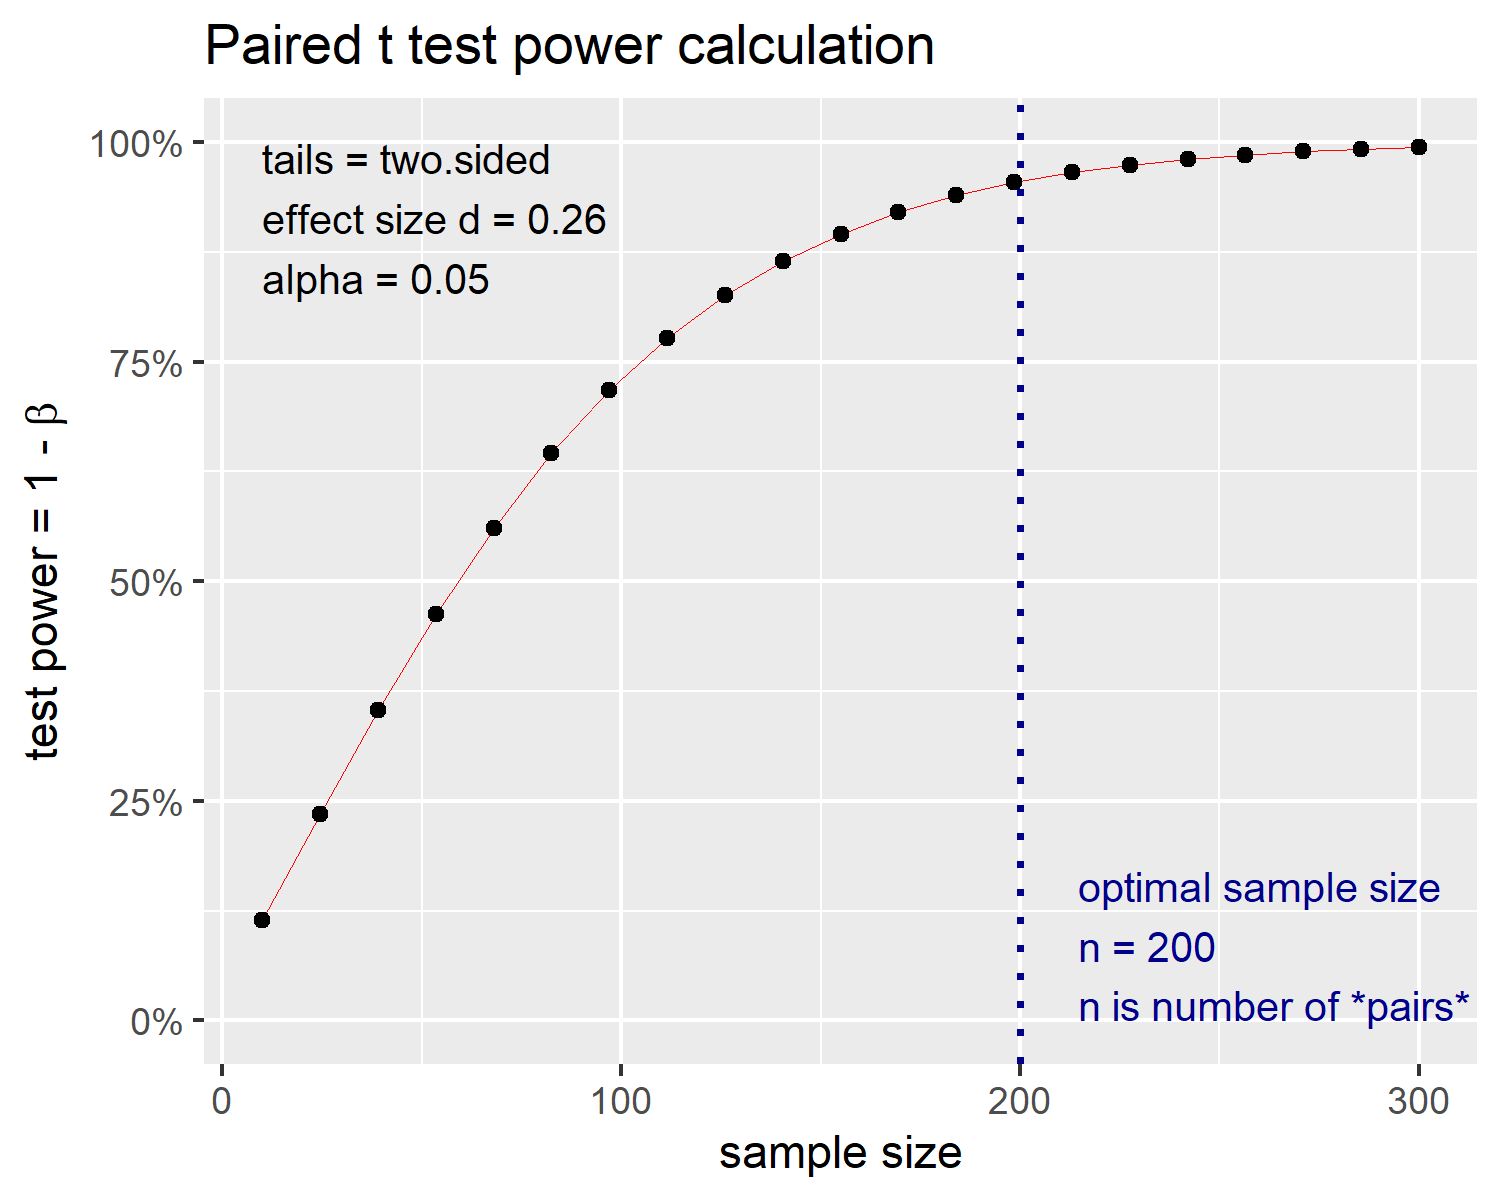 Paired t test power calculation
100%
75%
50%
25%
0%
test power = 1 - β
tails = two.sided
effect size d = 0.26
alpha = 0.05
optimal sample size
n = 200
n is number of *pairs*
0
100
200
300
sample size